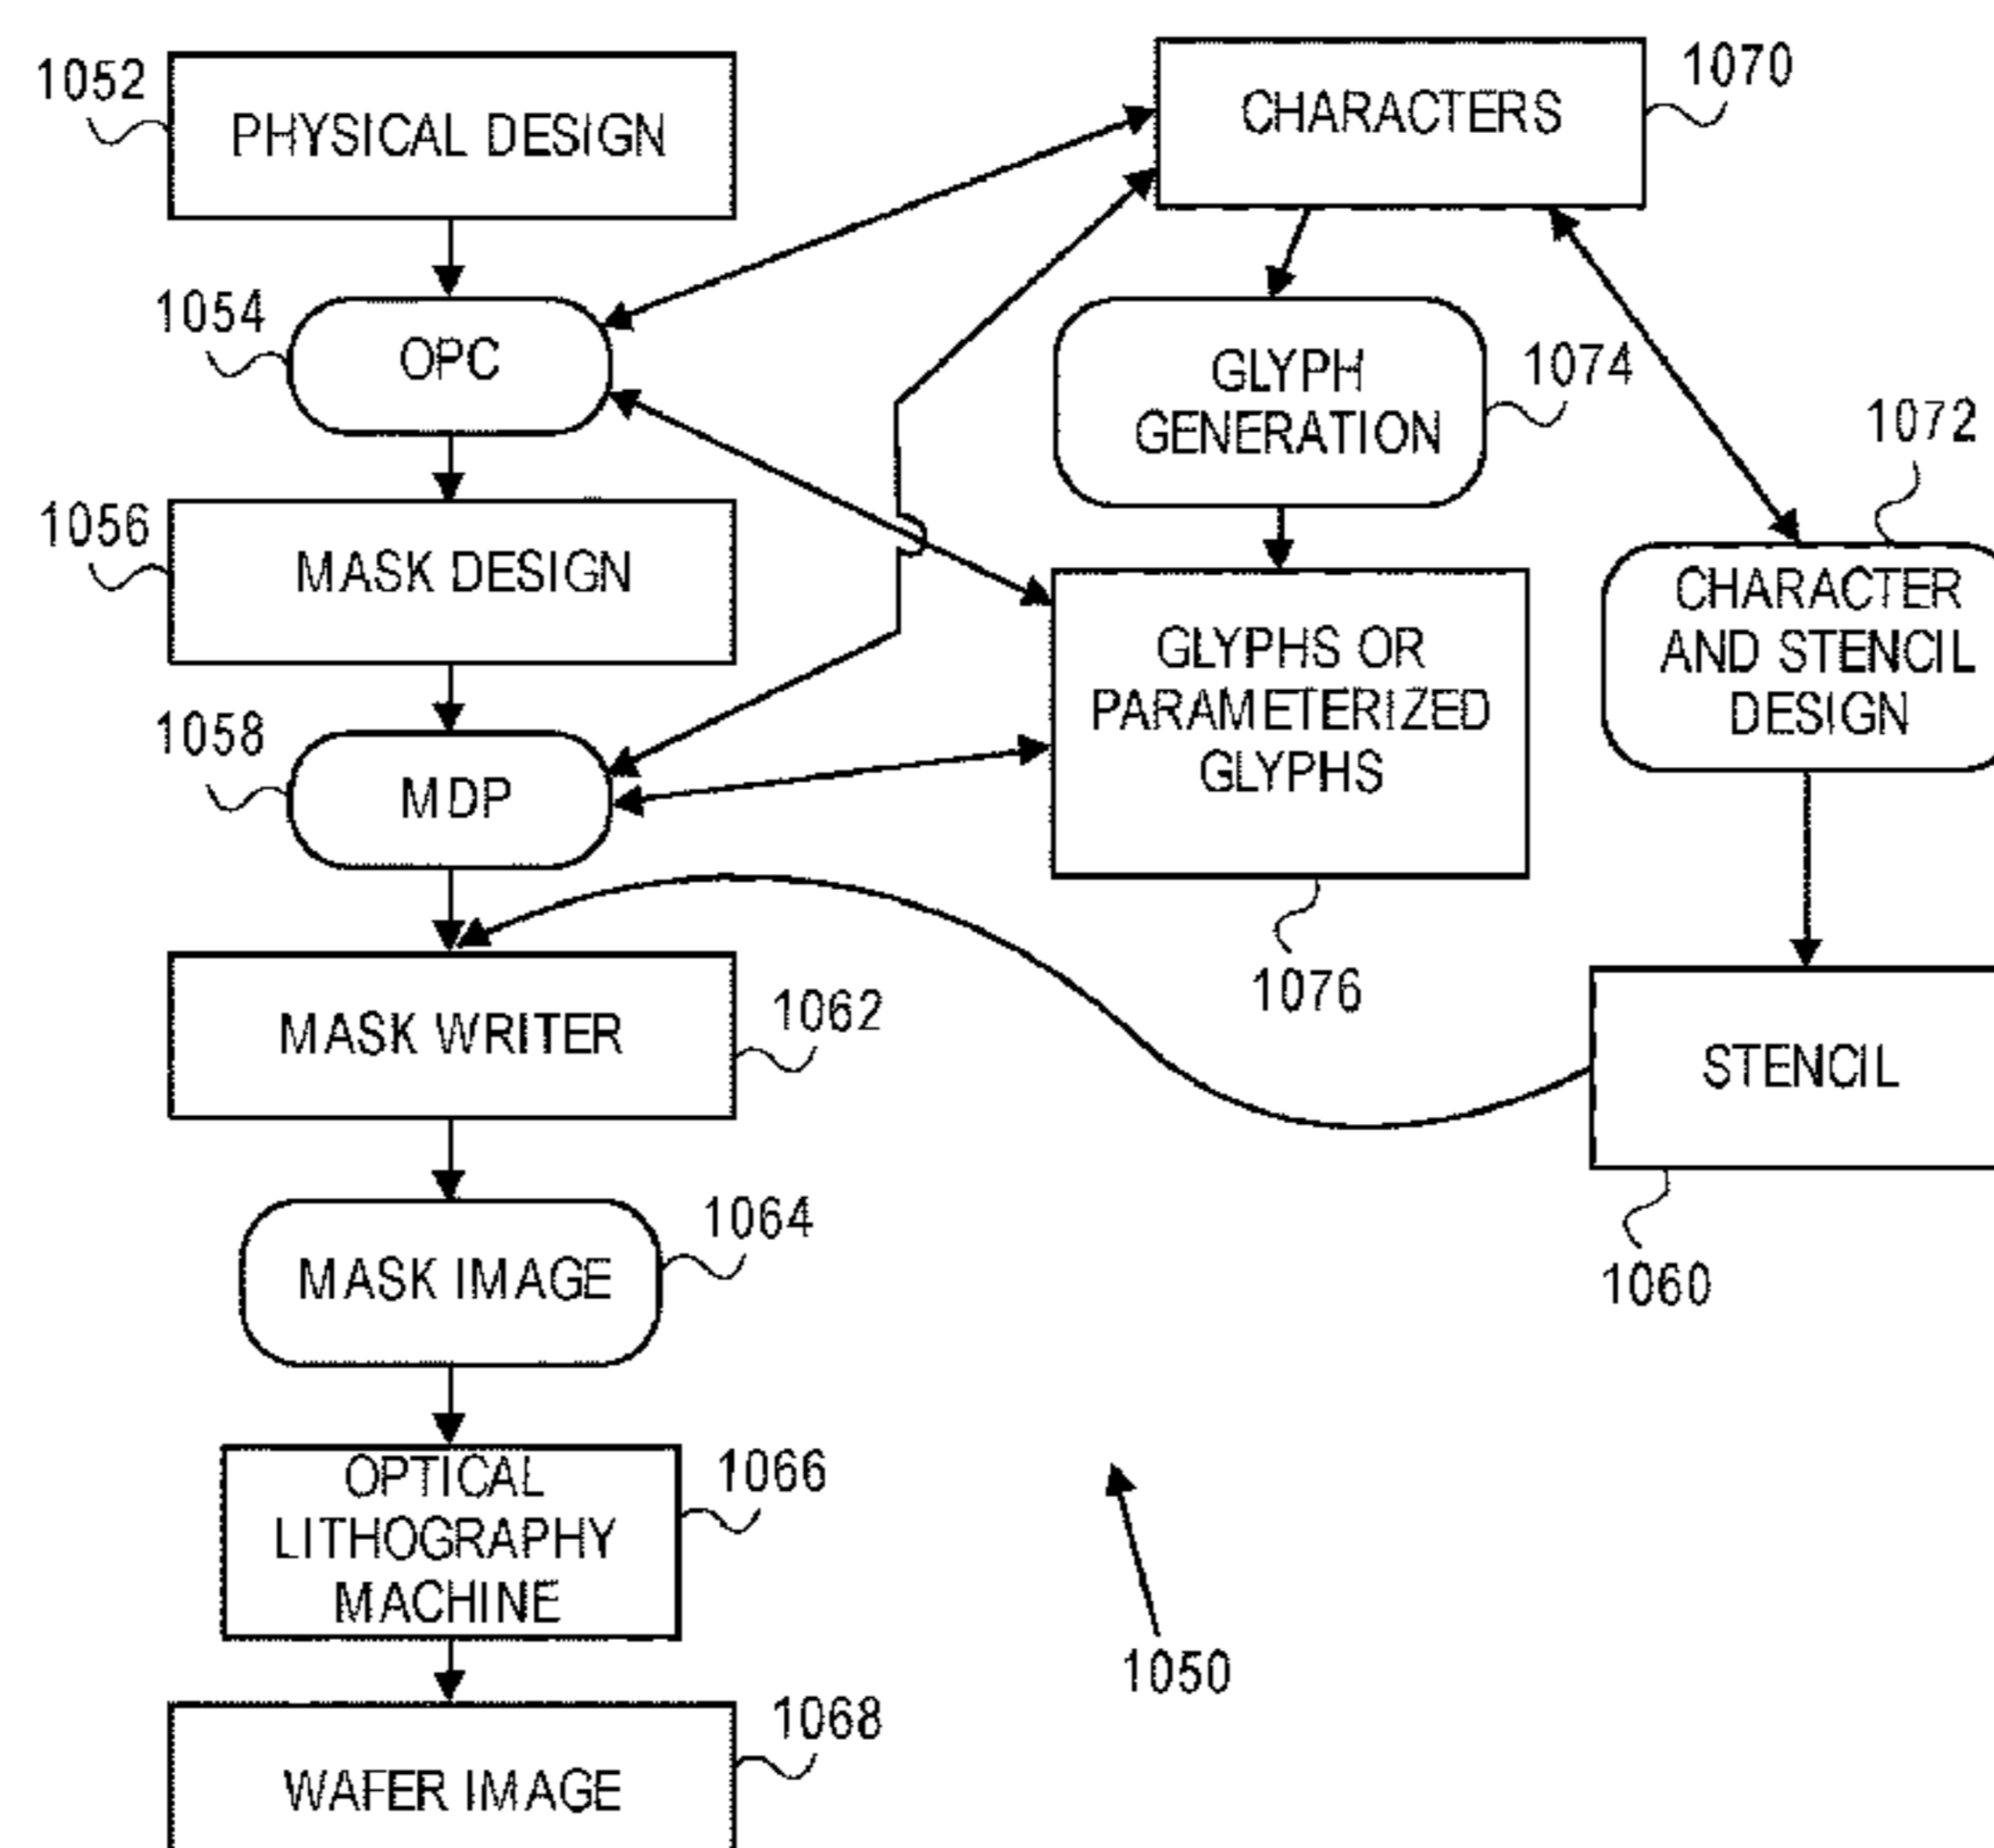 1052
PHYSICAL DESIGN
CHARACTERS
1070
1054
OPC
GLYPH
GENERATION
1074
1072
1056
MASK DESIGN
GLYPHS OR
PARAMETERIZED
GLYPHS
CHARACTER
AND STENCIL
DESIGN
1058
MDP
1076
MASK WRITER
1062
STENCIL
1060
MASK IMAGE
1064
OPTICAL
LITHOGRAPHY
MACHINE
1066
1050
WAFER IMAGE
1068